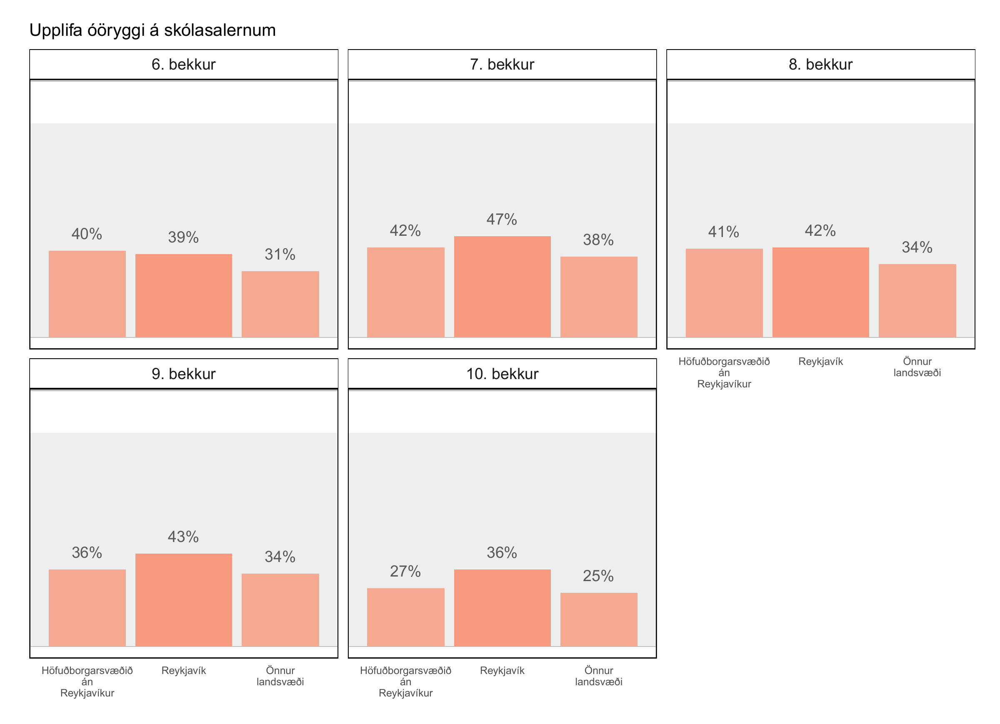 Upplifa óöryggi á skólasalernum
6. bekkur
40%
39%
31%
7. bekkur
42%
47%
38%
8. bekkur
41%
42%
34%
Höfuðborgarsvæðið
án
Reykjavíkur
Reykjavík
Önnur
landsvæði
9. bekkur
36%
43%
34%
Höfuðborgarsvæðið
án
Reykjavíkur
Reykjavík
Önnur
landsvæði
10. bekkur
27%
36%
25%
Höfuðborgarsvæðið
án
Reykjavíkur
Reykjavík
Önnur
landsvæði